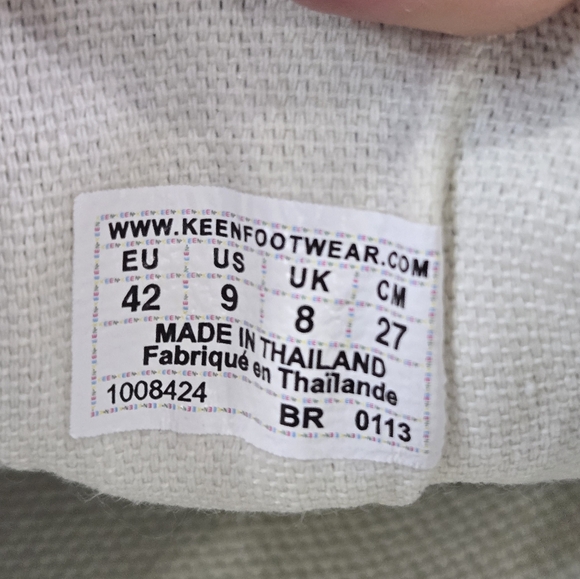 WWW.KEENFOOTWEAR.COM
EU US UK CM
42 9 8 27
MADE IN THAILAND
Fabriqué en Thaïlande
1008424 BR 0113